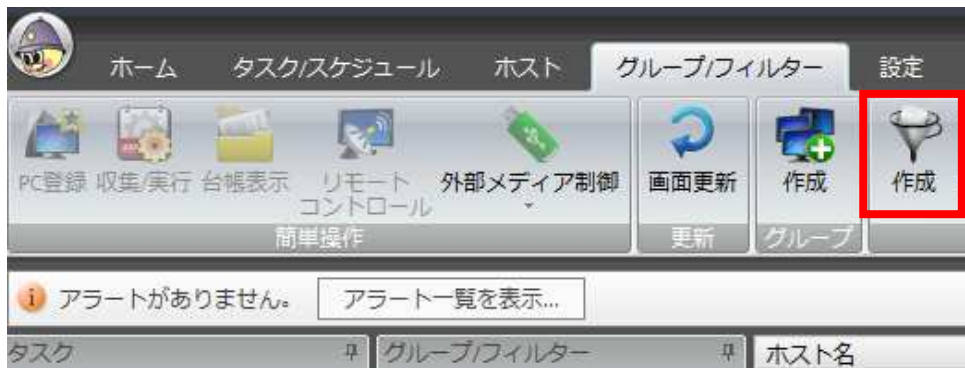 ホーム タスク/スケジュール ホスト グループ/フィルター 設定
PC登録 収集/実行 台帳表示 リモート 外部メディア制御 画面更新 作成 作成
コントロール
簡単操作 更新 グループ
アラートがありません。 アラート一覧を表示...
タスク グループ/フィルター ホスト名